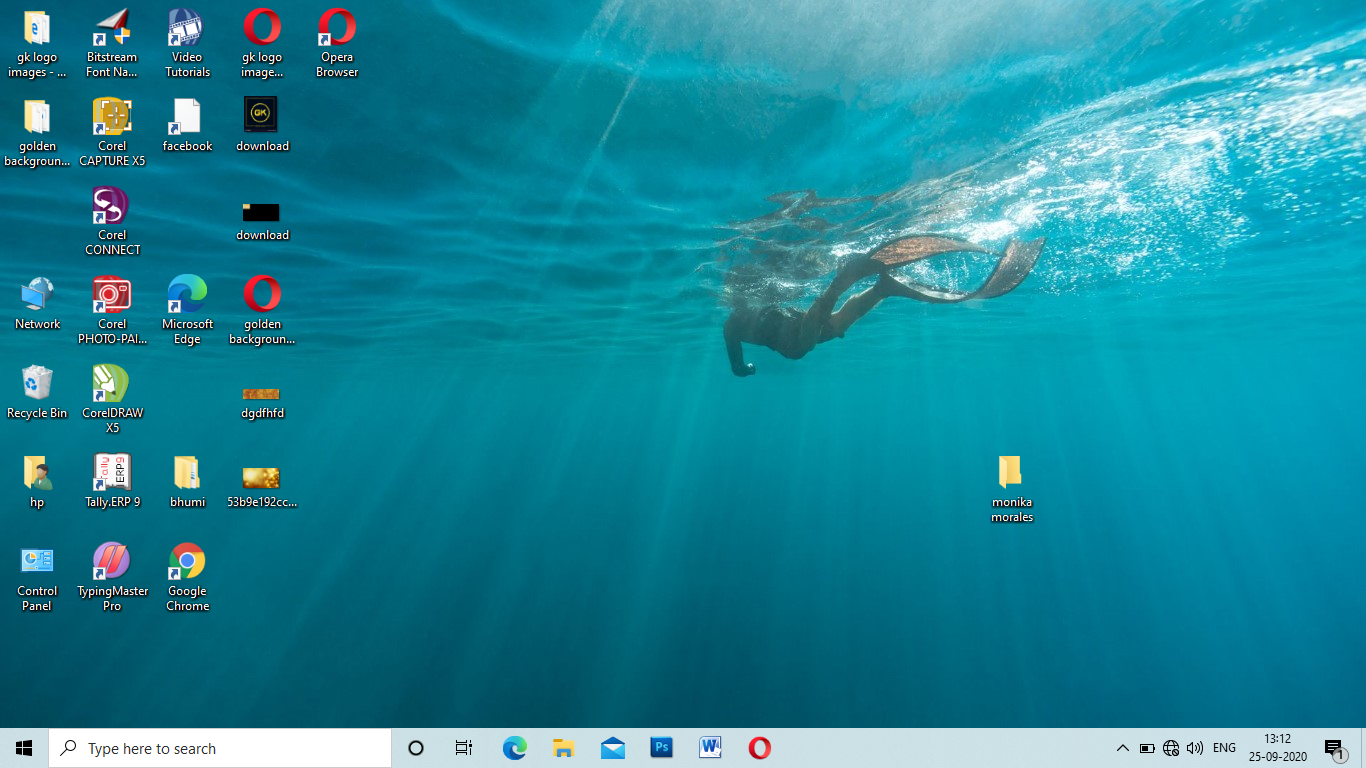 gk logo
images - ...
Bitstream
Font Na...
Video
Tutorials
gk logo
image...
Opera
Browser
golden
backgroun...
Corel
CAPTURE X5
facebook
GK
download
Corel
CONNECT
download
Network
Corel
PHOTO-PAI...
Microsoft
Edge
golden
backgroun...
Recycle Bin
CorelDRAW
X5
dgdfhfd
hp
Tally
ERP9
Tally.ERP 9
bhumi
53b9e192cc...
monika
morales
Control
Panel
TypingMaster
Pro
Google
Chrome
Type here to search
Ps
W
ENG
13:12
25-09-2020
1